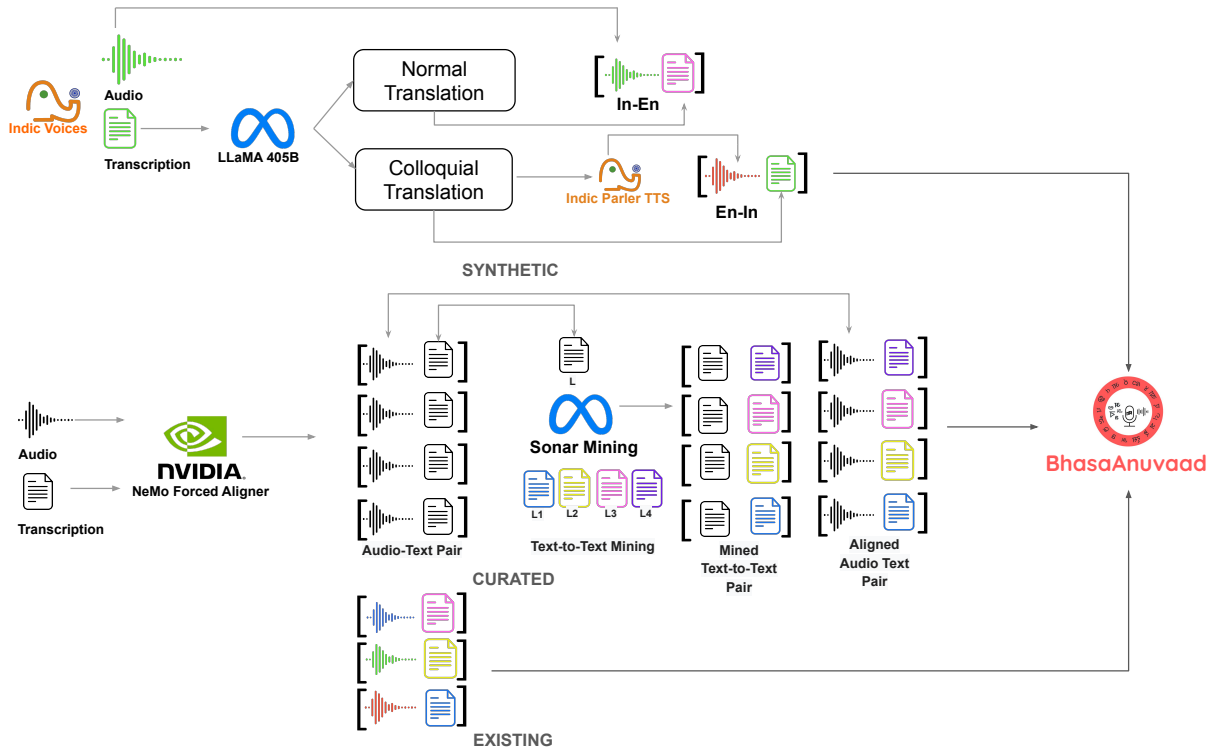 Audio
Indic Voices
Transcription
LLaMA 405B
Normal
Translation
Colloquial
Translation
Indic Parler TTS
In-En
En-In
SYNTHETIC
Audio
Transcription
nVIDIA.
NeMo Forced Aligner
Audio-Text Pair
L
Sonar Mining
L1
L2
L3
L4
Text-to-Text Mining
Mined
Text-to-Text
Pair
Aligned
Audio Text
Pair
CURATED
BhasaAnuvaad
EXISTING